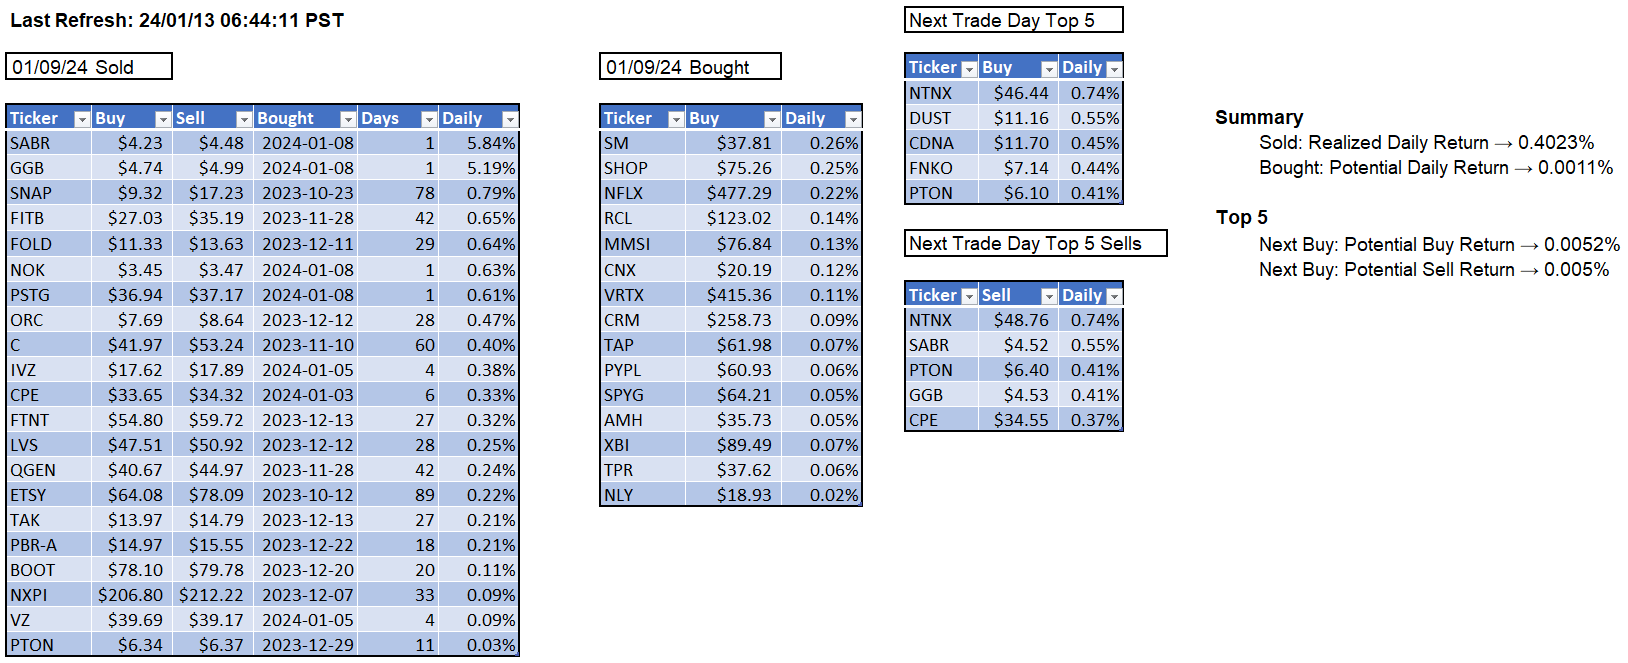 Last Refresh: 24/01/13 06:44:11 PST
01/09/24 Sold
Ticker Buy Sell Bought Days Daily
SABR $4.23 $4.48 2024-01-08 1 5.84%
GGB $4.74 $4.99 2024-01-08 1 5.19%
SNAP $9.32 $17.23 2023-10-23 78 0.79%
FITB $27.03 $35.19 2023-11-28 42 0.65%
FOLD $11.33 $13.63 2023-12-11 29 0.64%
NOK $3.45 $3.47 2024-01-08 1 0.63%
PSTG $36.94 $37.17 2024-01-08 1 0.61%
ORC $7.69 $8.64 2023-12-12 28 0.47%
C $41.97 $53.24 2023-11-10 60 0.40%
IVZ $17.62 $17.89 2024-01-05 4 0.38%
CPE $33.65 $34.32 2024-01-03 6 0.33%
FTNT $54.80 $59.72 2023-12-13 27 0.32%
LVS $47.51 $50.92 2023-12-12 28 0.25%
QGEN $40.67 $44.97 2023-11-28 42 0.24%
ETSY $64.08 $78.09 2023-10-12 89 0.22%
TAK $13.97 $14.79 2023-12-13 27 0.21%
PBR-A $14.97 $15.55 2023-12-22 18 0.21%
BOOT $78.10 $79.78 2023-12-20 20 0.11%
NXPI $206.80 $212.22 2023-12-07 33 0.09%
VZ $39.69 $39.17 2024-01-05 4 0.09%
PTON $6.34 $6.37 2023-12-29 11 0.03%
01/09/24 Bought
Ticker Buy Daily
SM $37.81 0.26%
SHOP $75.26 0.25%
NFLX $477.29 0.22%
RCL $123.02 0.14%
MMSI $76.84 0.13%
CNX $20.19 0.12%
VRTX $415.36 0.11%
CRM $258.73 0.09%
TAP $61.98 0.07%
PYPL $60.93 0.06%
SPYG $64.21 0.05%
AMH $35.73 0.05%
XBI $89.49 0.07%
TPR $37.62 0.06%
NLY $18.93 0.02%
Next Trade Day Top 5
Ticker Buy Daily
NTNX $46.44 0.74%
DUST $11.16 0.55%
CDNA $11.70 0.45%
FNKO $7.14 0.44%
PTON $6.10 0.41%
Next Trade Day Top 5 Sells
Ticker Sell Daily
NTNX $48.76 0.74%
SABR $4.52 0.55%
PTON $6.40 0.41%
GGB $4.53 0.41%
CPE $34.55 0.37%
Summary
Sold: Realized Daily Return → 0.4023%
Bought: Potential Daily Return → 0.0011%
Top 5
Next Buy: Potential Buy Return → 0.0052%
Next Buy: Potential Sell Return → 0.005%